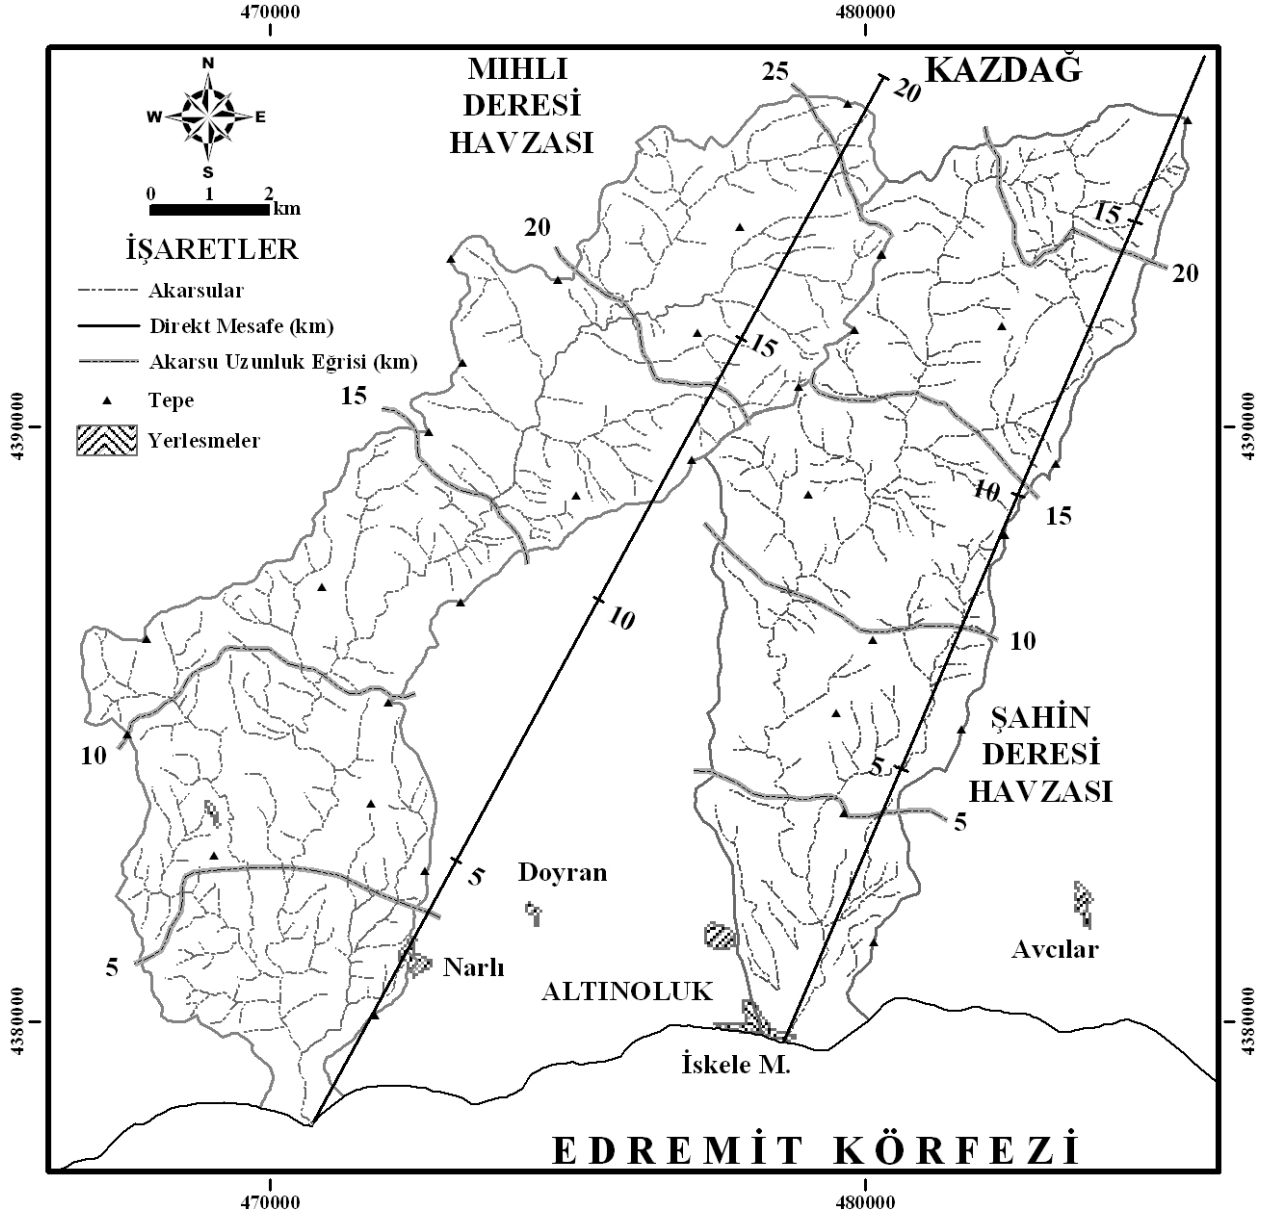 470000
480000
N
W
E
S
0 1 2
km
MIHLI
DERESİ
HAVZASI
25
20
KAZDAĞ
İŞARETLER
Akarsular
Direkt Mesafe (km)
Akarsu Uzunluk Eğrisi (km)
Tepe
Yerlesmeler
20
15
20
15
15
4390000
4390000
10
15
10
10
10
ŞAHİN
DERESİ
HAVZASI
5
5
5
Doyran
5
Narlı
Avcılar
ALTINOLUK
4380000
4380000
İskele M.
EDREMİT KÖRFEZİ
470000
480000